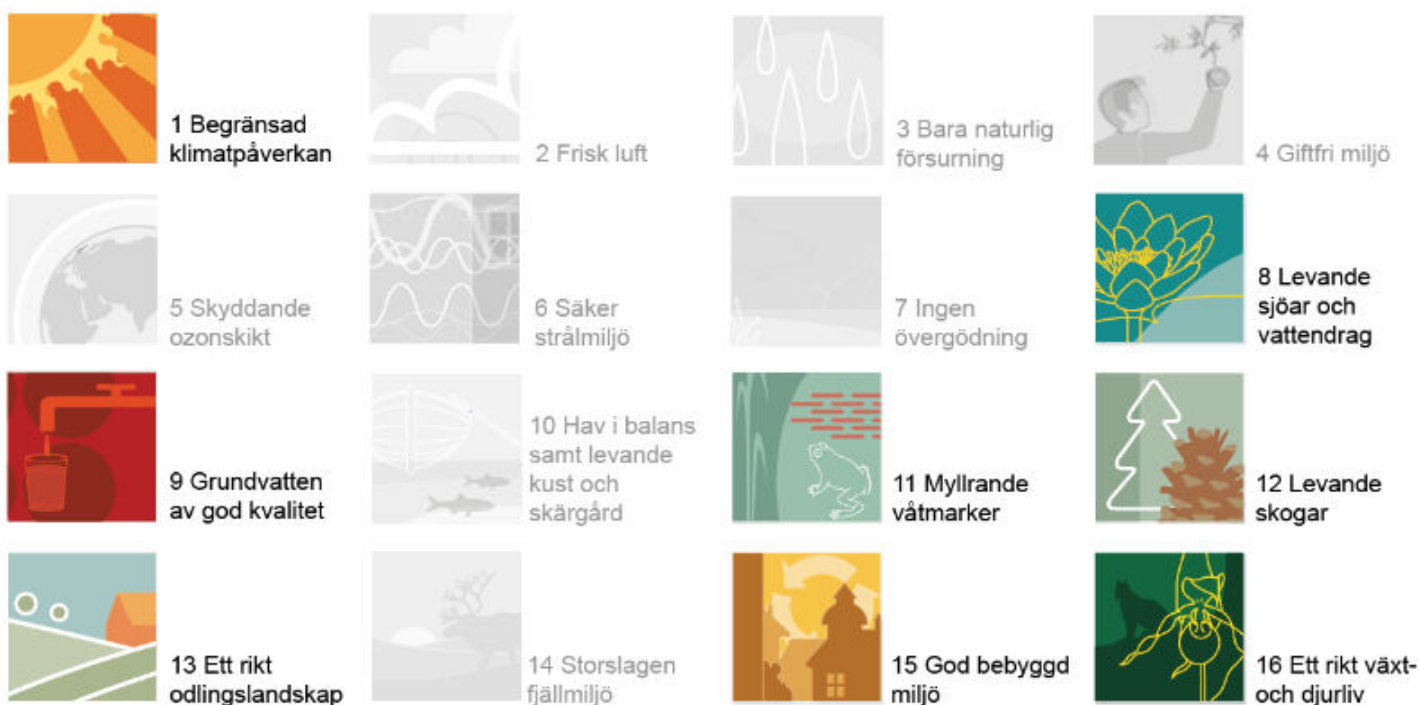 1 Begränsad
klimatpåverkan
2 Frisk luft
3 Bara naturlig
försurning
4 Giftfri miljö
5 Skyddande
ozonskikt
6 Säker
strålmiljö
7 Ingen
övergödning
8 Levande
sjöar och
vattendrag
9 Grundvatten
av god kvalitet
10 Hav i balans
samt levande
kust och
skärgård
11 Myllrande
våtmarker
12 Levande
skogar
13 Ett rikt
odlingslandskap
14 Storslagen
fjällmiljö
15 God bebyggd
miljö
16 Ett rikt växt-
och djurliv